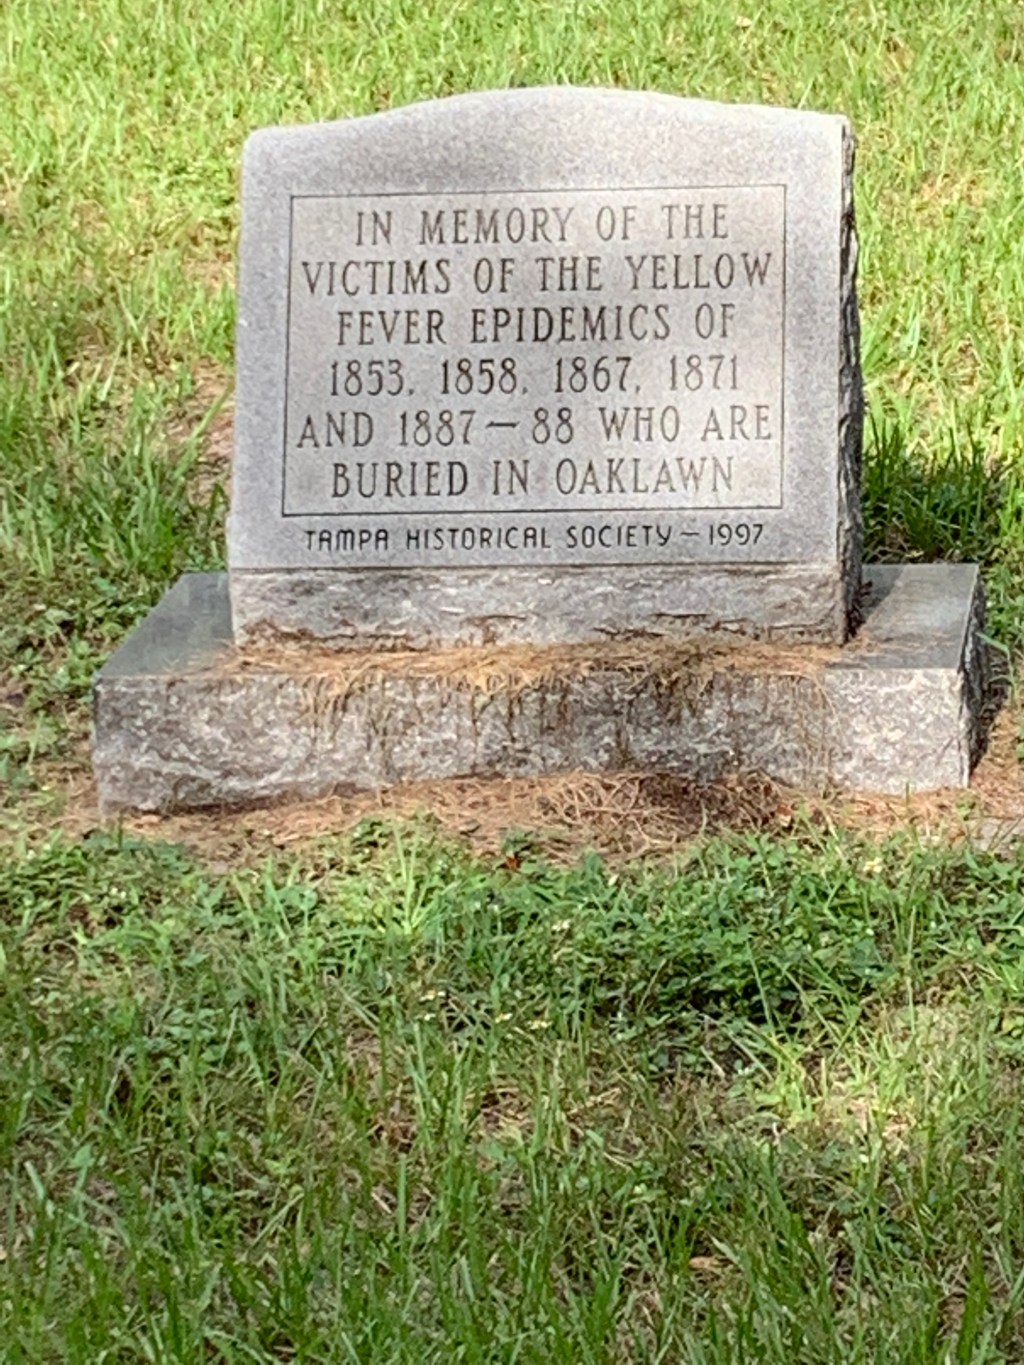 IN MEMORY OF THE
VICTIMS OF THE YELLOW
FEVER EPIDEMICS OF
1853, 1858, 1867, 1871
AND 1887-88 WHO ARE
BURIED IN OAKLAWN
TAMPA HISTORICAL SOCIETY-1997